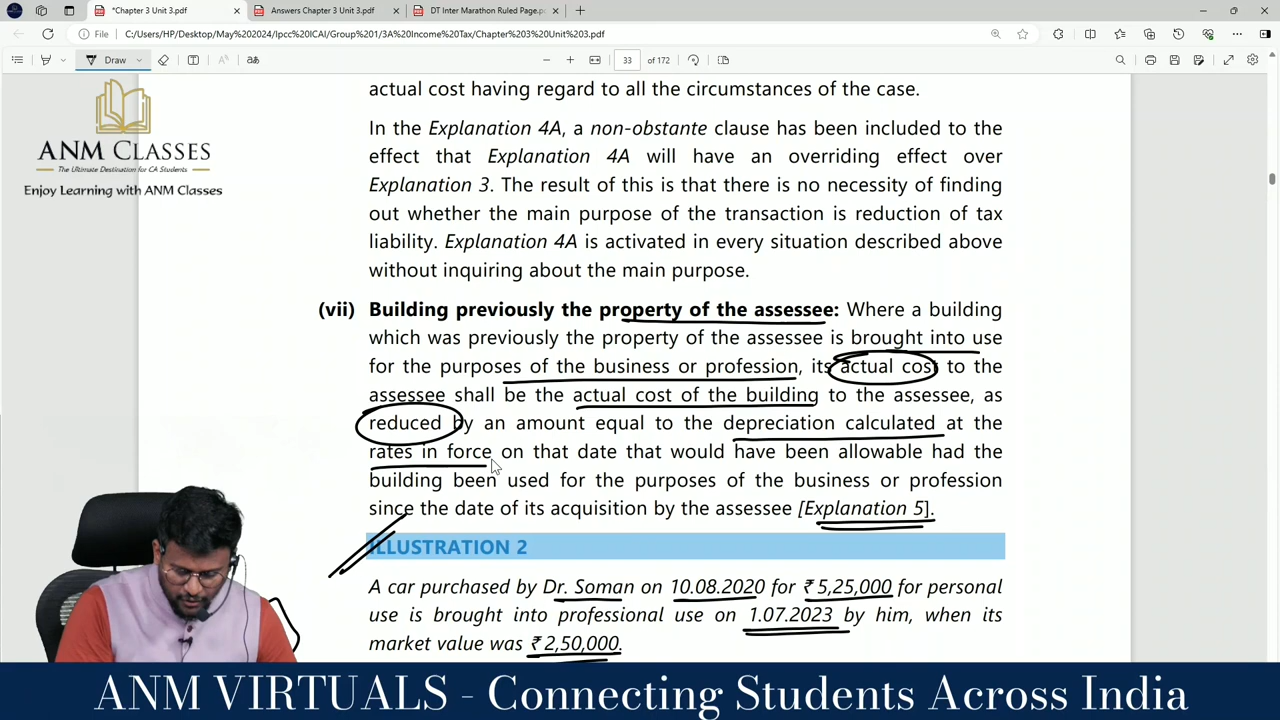 *Chapter 3 Unit 3.pdf
Answers Chapter 3 Unit 3.pdf
DT Inter Marathon Ruled Page.p
File
C:/Users/HP/Desktop/May%202024/Ipcc%20ICAI/Group%201/3A%20Income%20Tax/Chapter%203%20Unit%203.pdf
Draw
33 of 172
ANM CLASSES
The Ultimate Destination for CA Students
Enjoy Learning with ANM Classes
actual cost having regard to all the circumstances of the case.
In the Explanation 4A, a non-obstante clause has been included to the
effect that Explanation 4A will have an overriding effect over
Explanation 3. The result of this is that there is no necessity of finding
out whether the main purpose of the transaction is reduction of tax
liability. Explanation 4A is activated in every situation described above
without inquiring about the main purpose.
(vii) Building previously the property of the assessee: Where a building
which was previously the property of the assessee is brought into use
for the purposes of the business or profession, its actual cost to the
assessee shall be the actual cost of the building to the assessee, as
reduced by an amount equal to the depreciation calculated at the
rates in force on that date that would have been allowable had the
building been used for the purposes of the business or profession
since the date of its acquisition by the assessee [Explanation 5].
ILLUSTRATION 2
A car purchased by Dr. Soman on 10.08.2020 for ₹ 5,25,000 for personal
use is brought into professional use on 1.07.2023 by him, when its
market value was ₹ 2,50,000.
ANM VIRTUALS - Connecting Students Across India